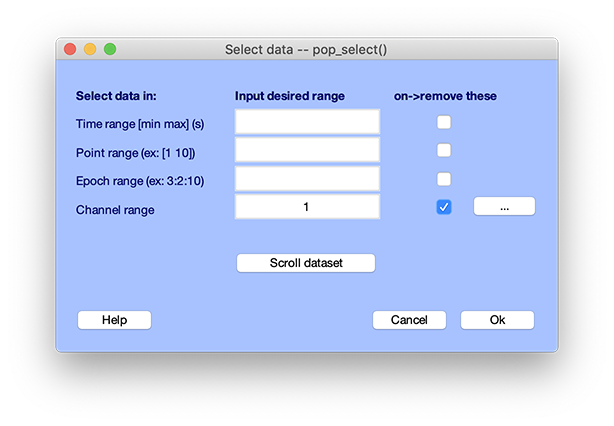 Select data -- pop_select()
Select data in: Input desired range on->remove these
Time range [min max] (s)
Point range (ex: [1 10])
Epoch range (ex: 3:2:10)
Channel range 1 ...
Scroll dataset
Help Cancel Ok